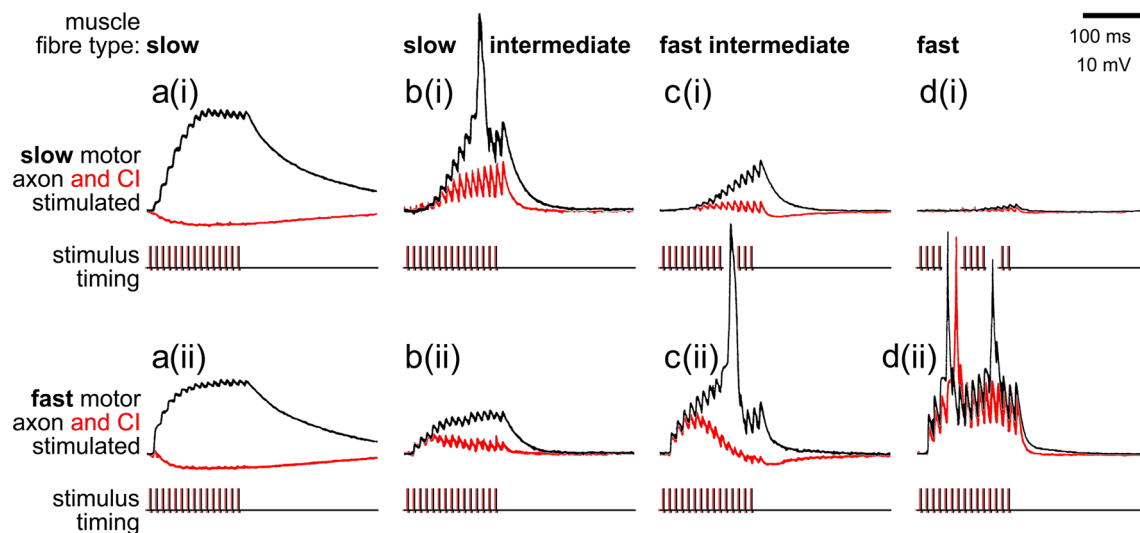 muscle
fibre type: slow
slow intermediate
fast intermediate
fast
100 ms
10 mV
a(i)
b(i)
c(i)
d(i)
slow motor
axon and CI
stimulated
stimulus
timing
a(ii)
b(ii)
c(ii)
d(ii)
fast motor
axon and CI
stimulated
stimulus
timing